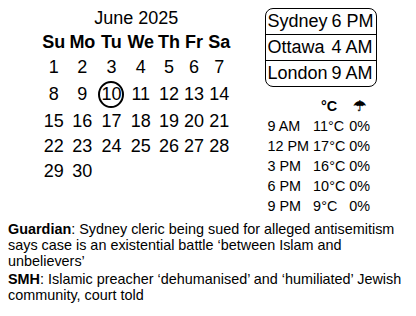 June 2025
Su Mo Tu We Th Fr Sa
1 2 3 4 5 6 7
8 9 10 11 12 13 14
15 16 17 18 19 20 21
22 23 24 25 26 27 28
29 30
Sydney 6 PM
Ottawa 4 AM
London 9 AM
°C ☂
9 AM 11°C 0%
12 PM 17°C 0%
3 PM 16°C 0%
6 PM 10°C 0%
9 PM 9°C 0%
Guardian: Sydney cleric being sued for alleged antisemitism
says case is an existential battle ‘between Islam and
unbelievers’
SMH: Islamic preacher ‘dehumanised’ and ‘humiliated’ Jewish
community, court told